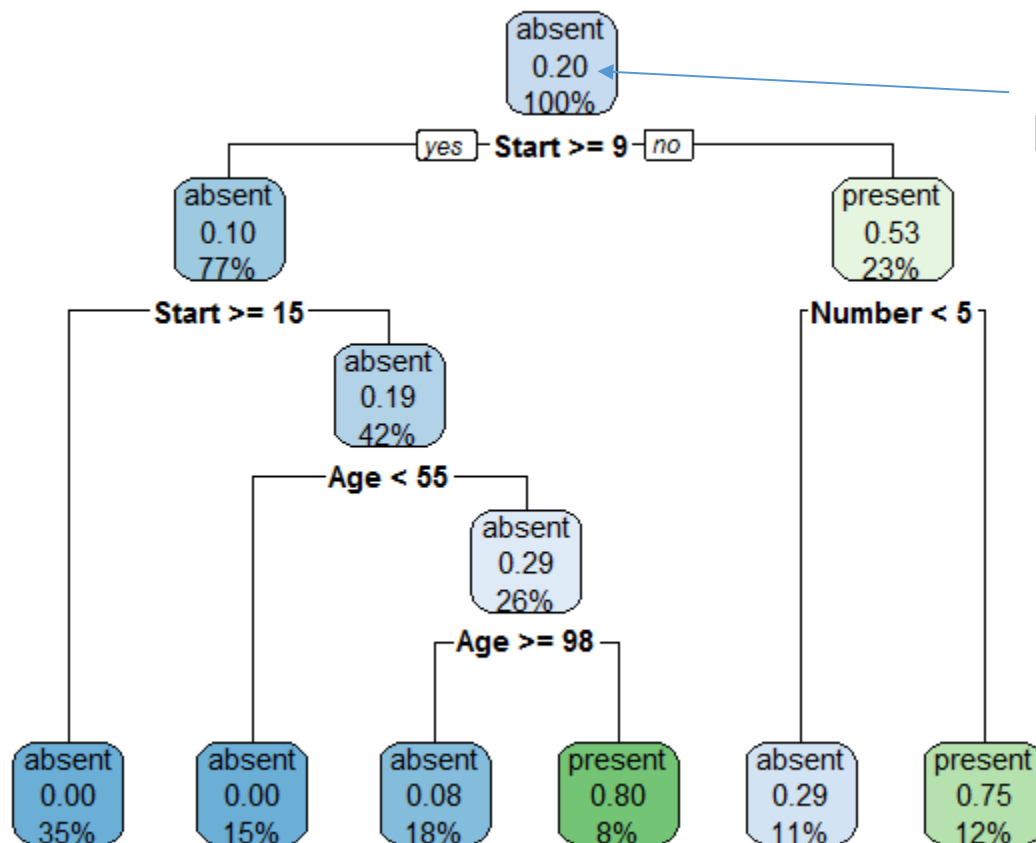 absent
0.20
100%
yes Start >= 9 no
absent
0.10
77%
present
0.53
23%
Start >= 15
Number < 5
absent
0.19
42%
Age < 55
absent
0.29
26%
Age >= 98
absent
0.00
35%
absent
0.00
15%
absent
0.08
18%
present
0.80
8%
absent
0.29
11%
present
0.75
12%